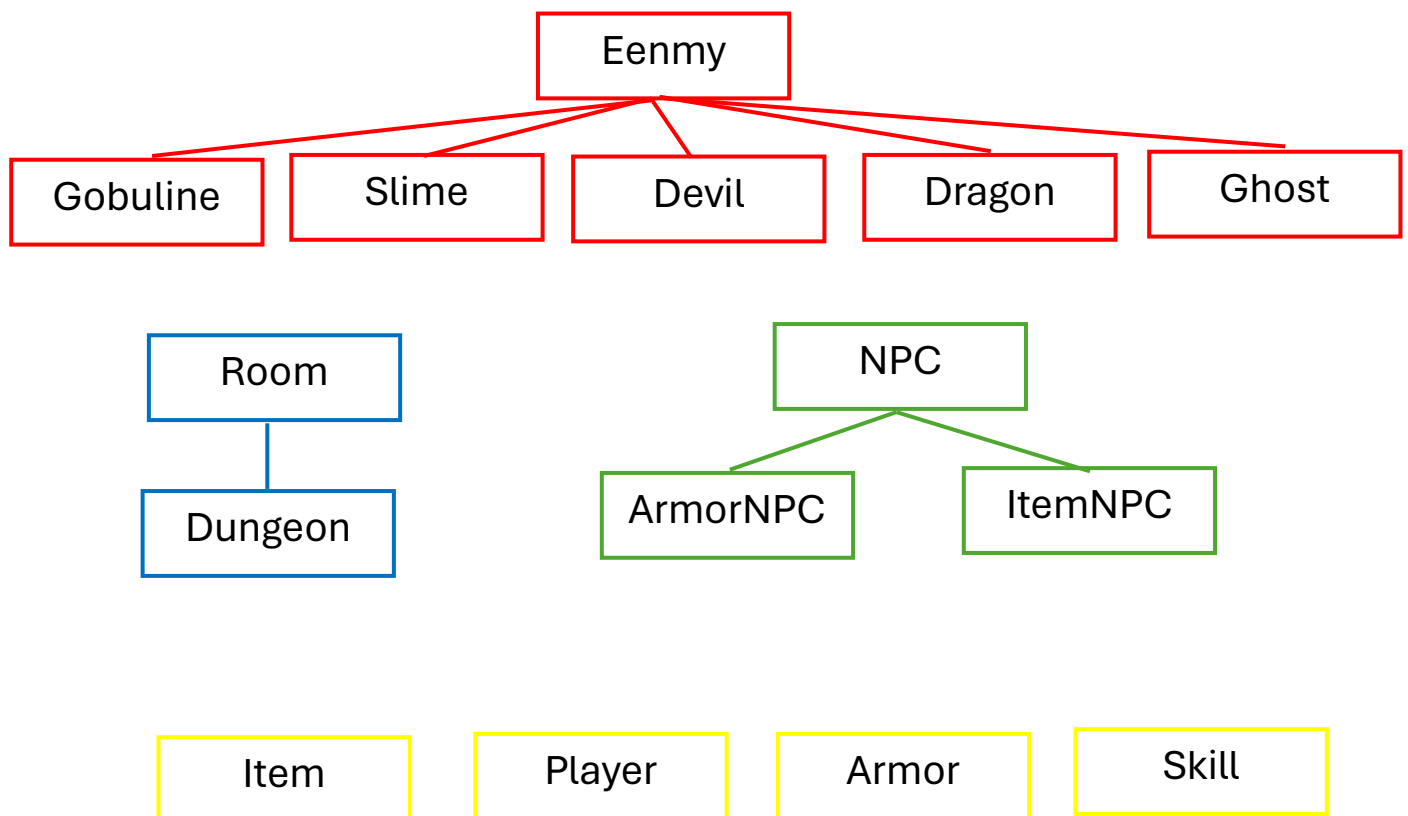 Eenmy
Gobuline
Slime
Devil
Dragon
Ghost
Room
NPC
Dungeon
ArmorNPC
ItemNPC
Item
Player
Armor
Skill